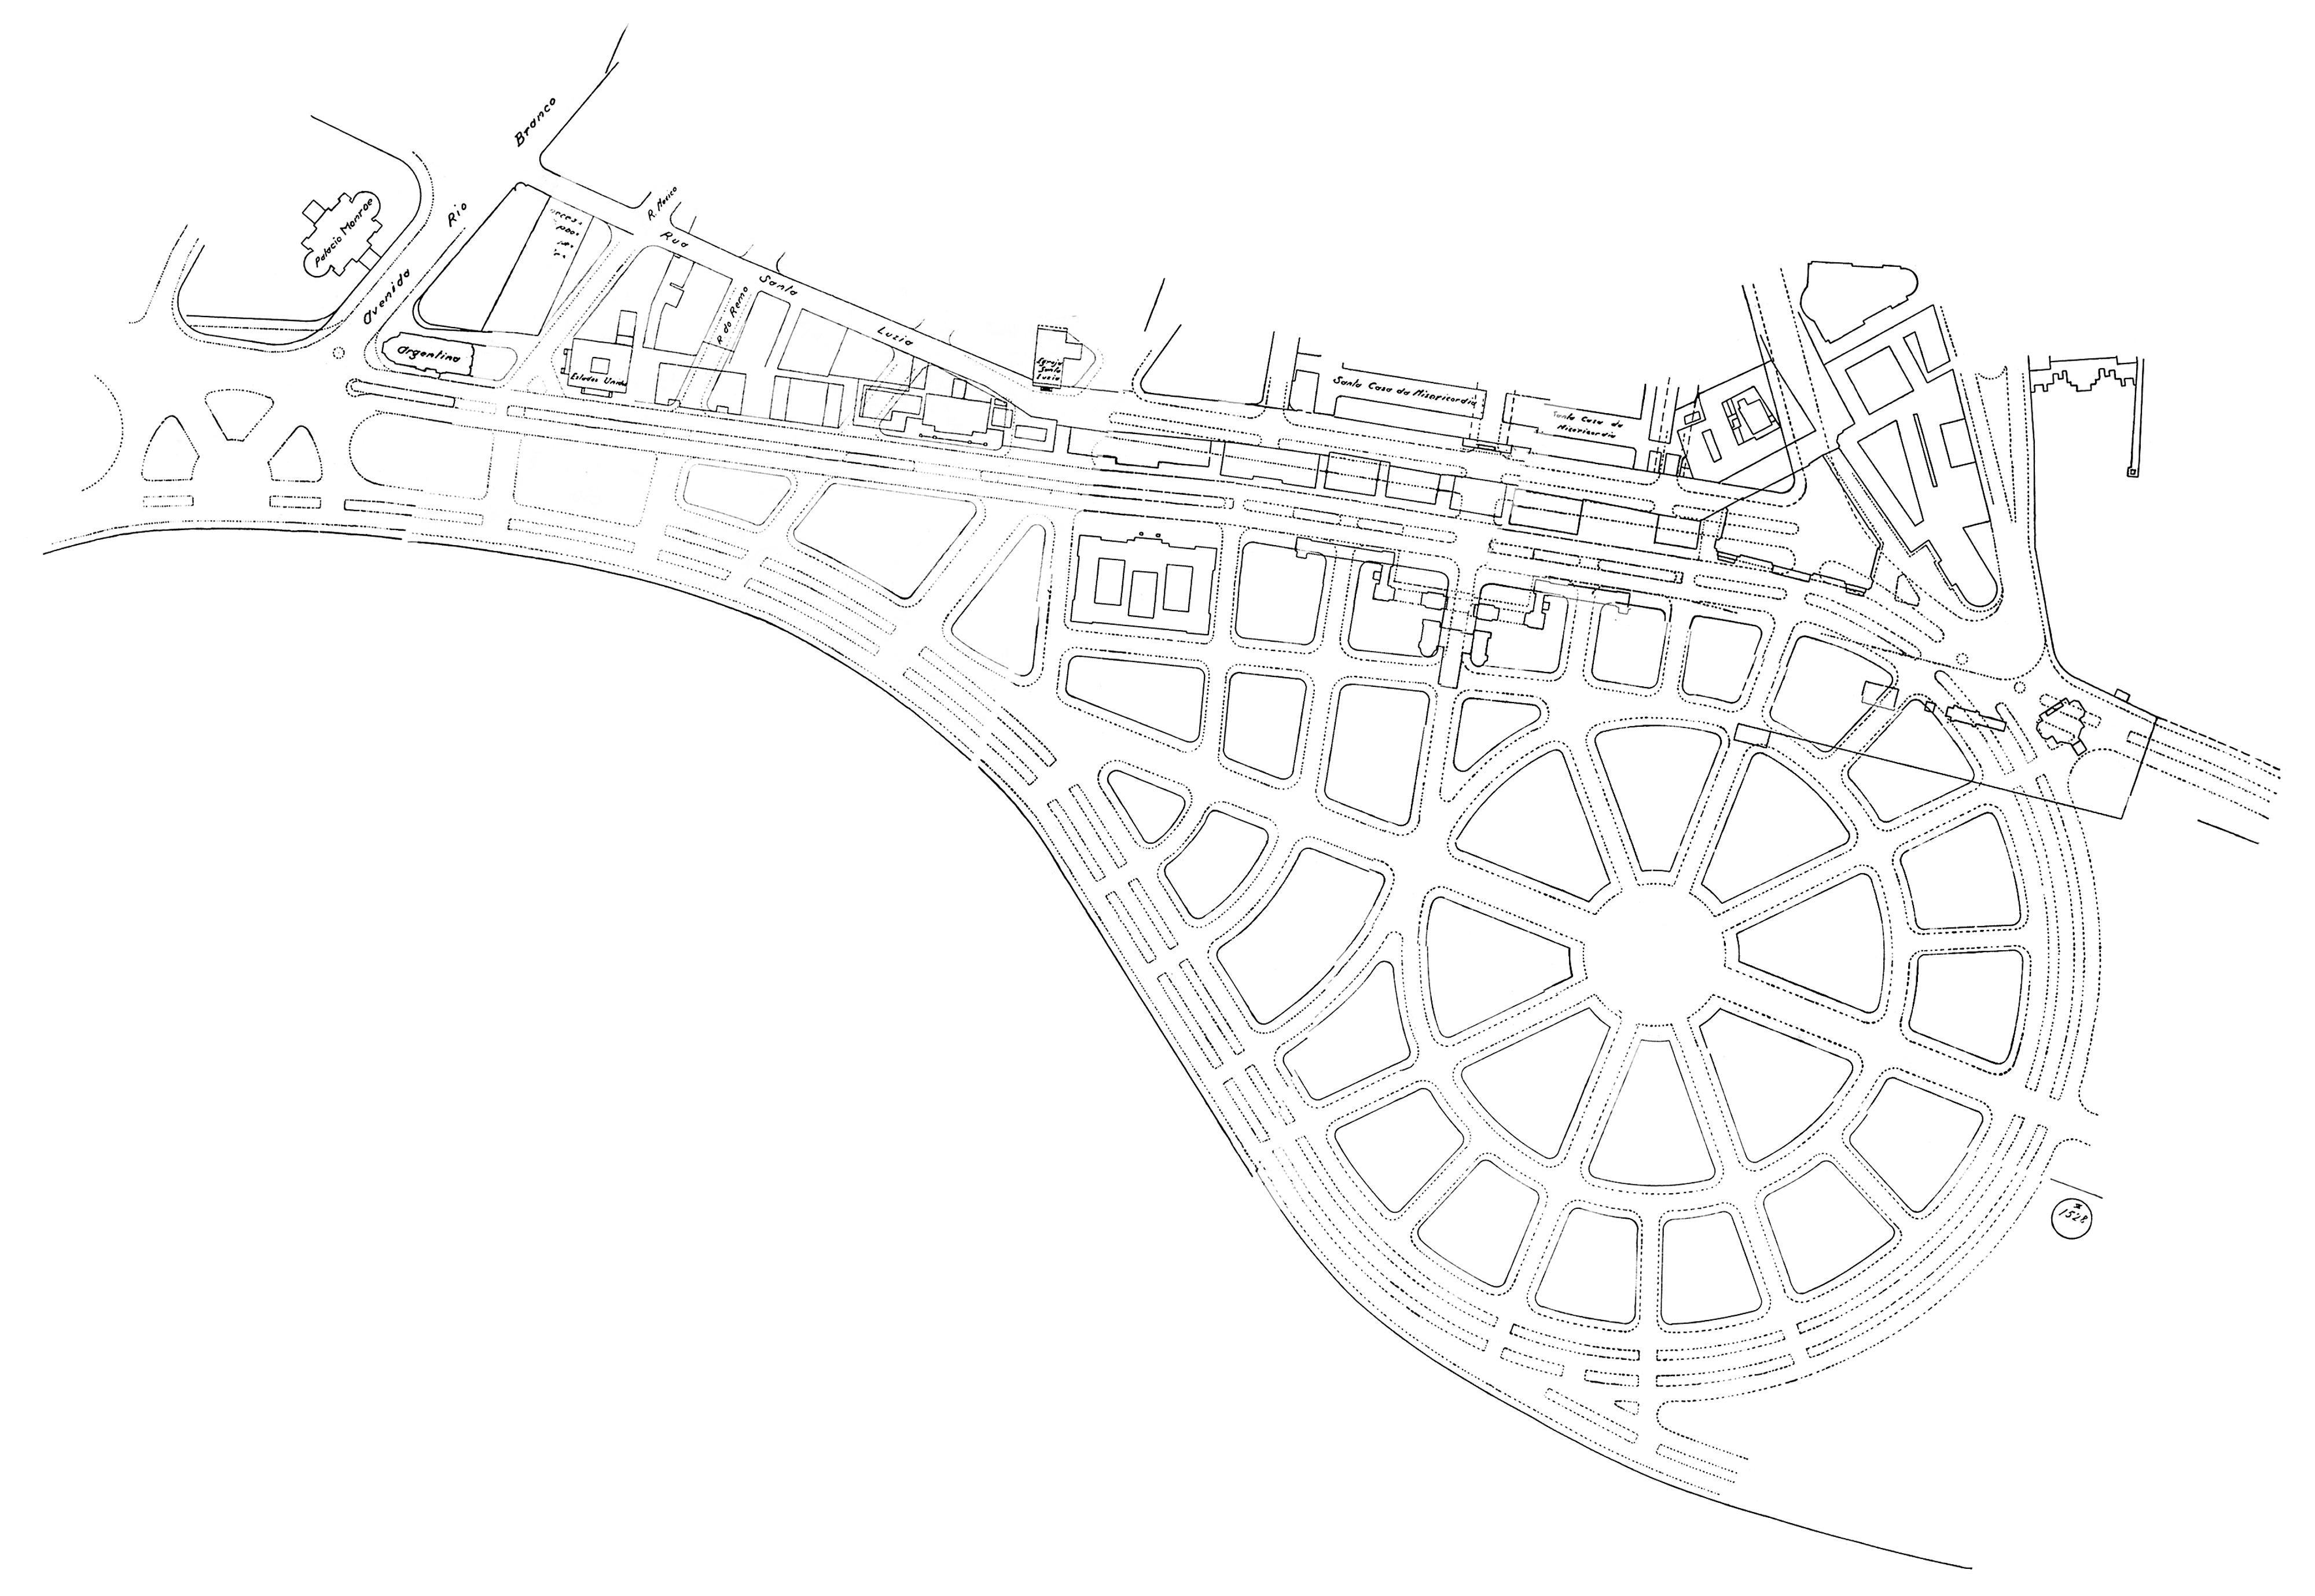 Branco
Rio
Avenida
Palacio Monroe
R. Mexico
Rua
Santa
Luzia
R. do Remo
Argentina
Estados Unidos
Egreja
Santa
Luzia
Santa Casa da Misericordia
Santa Casa da
Misericordia
1528